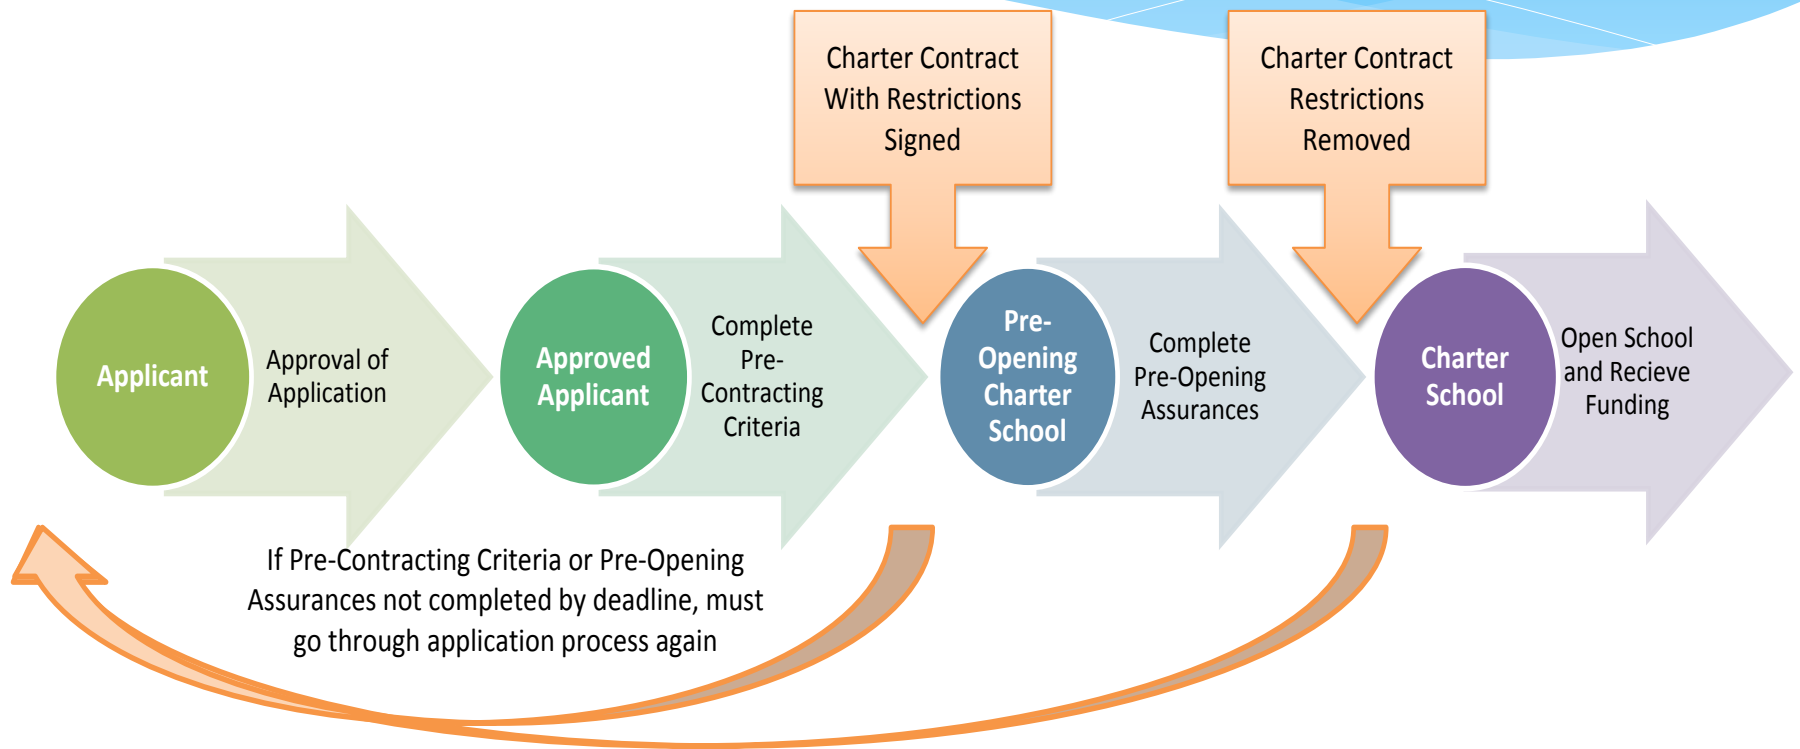 Charter Contract
With Restrictions
Signed
Charter Contract
Restrictions
Removed
Applicant
Approval of
Application
Approved
Applicant
Complete
Pre-
Contracting
Criteria
Pre-
Opening
Charter
School
Complete
Pre-Opening
Assurances
Charter
School
Open School
and Recieve
Funding
If Pre-Contracting Criteria or Pre-Opening
Assurances not completed by deadline, must
go through application process again